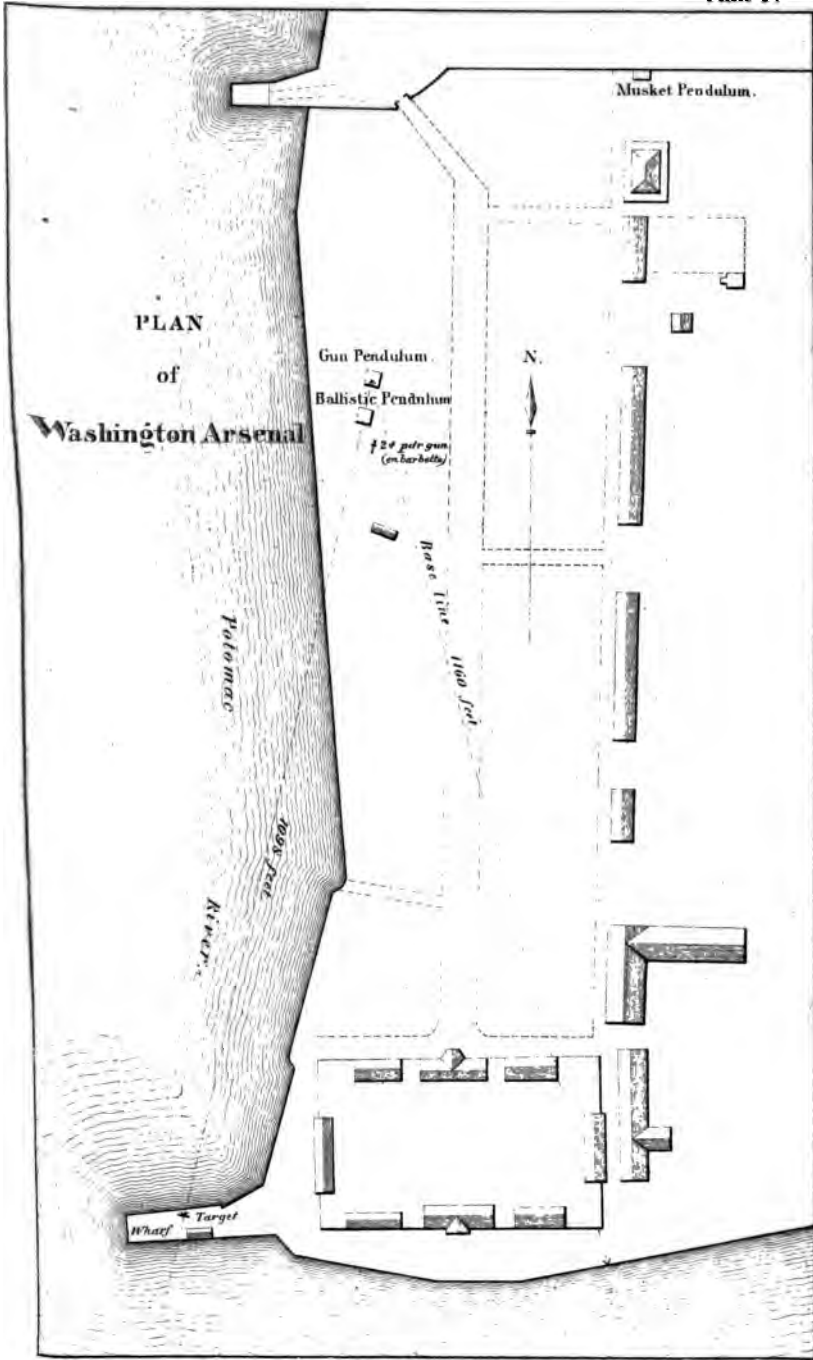 Musket Pendulum.
PLAN
of
Washington Arsenal
Gun Pendulum.
Ballistic Pendulum
24 pdr gun
(en barbette)
N.
Base line 1160 feet
Potomac
River
1098 feet
Target
Wharf